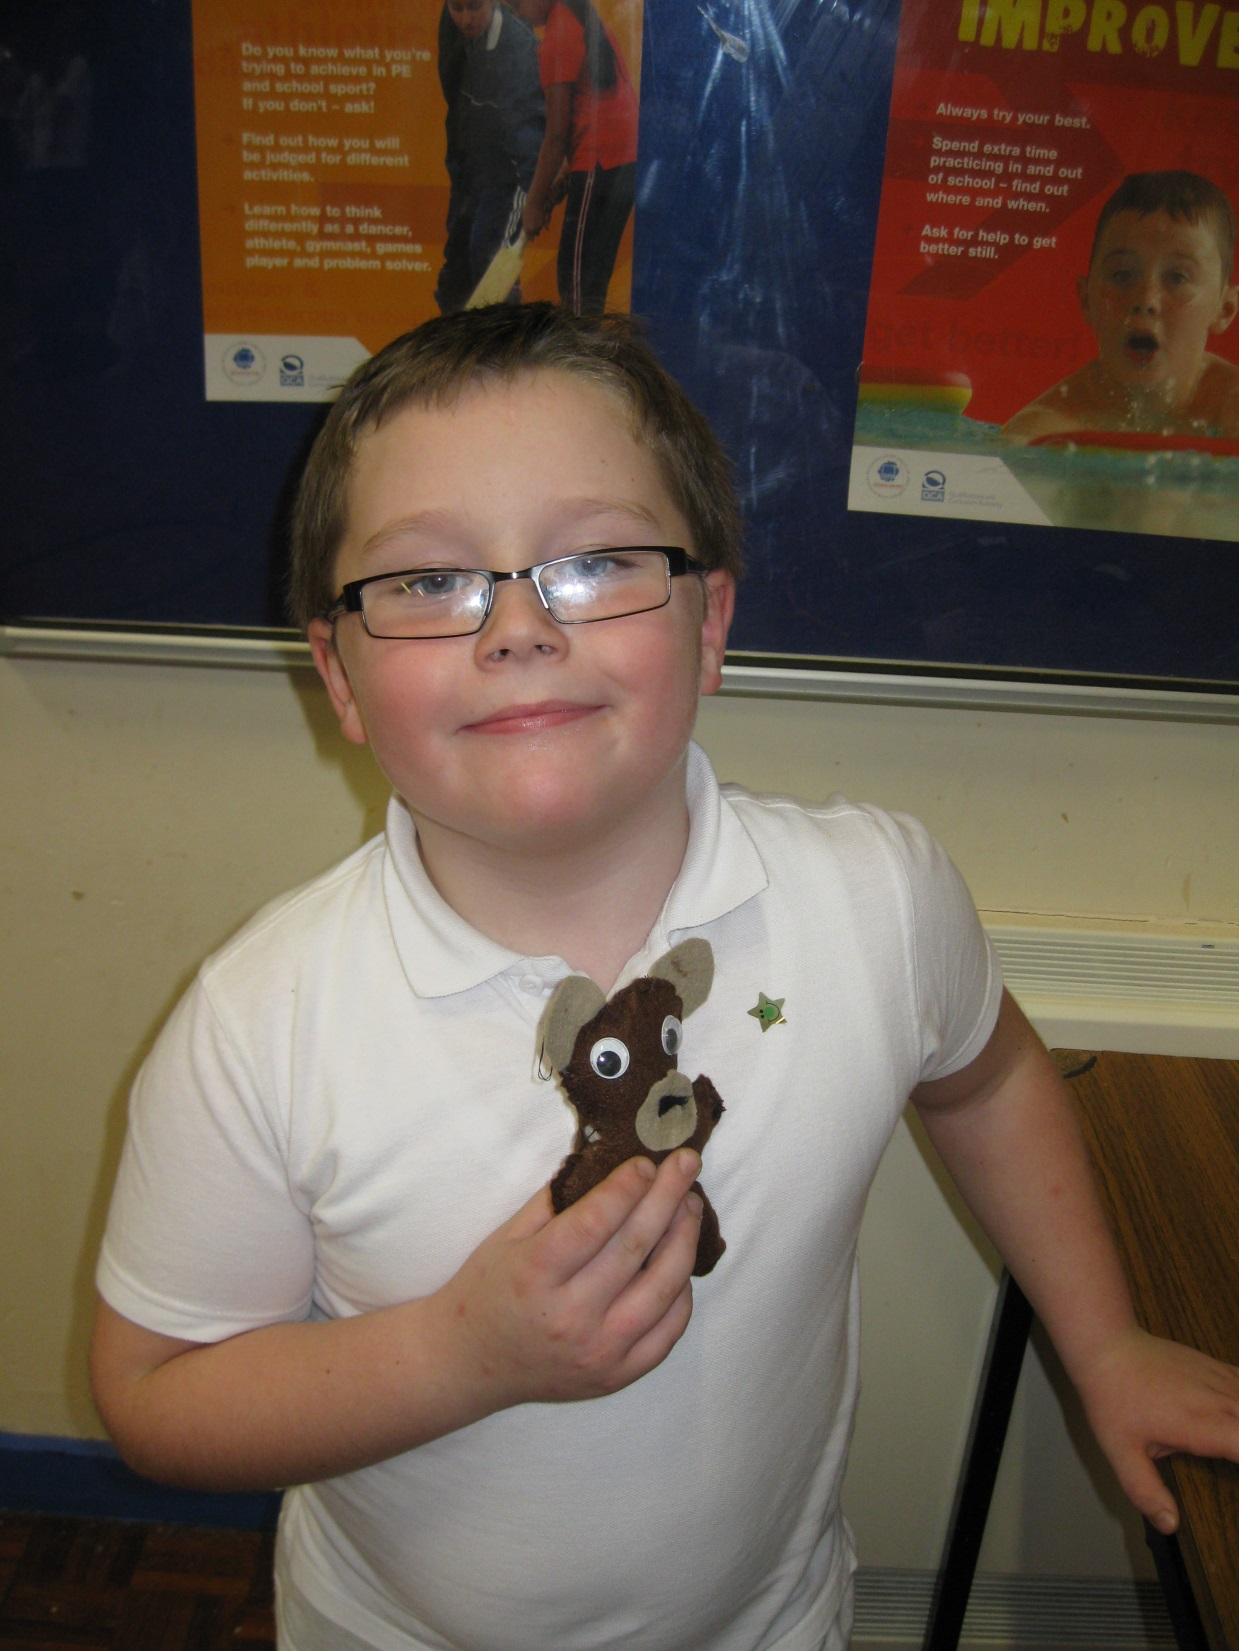 Do you know what you're
trying to achieve in PE
and school sport?
If you don't – ask!
Find out how you will
be judged for different
activities.
Learn how to think
differently as a dancer,
athlete, gymnast, games
player and problem solver.
QCA
IMPROVE
Always try your best.
Spend extra time
practicing in and out
of school – find out
where and when.
Ask for help to get
better still.
get better!
QCA